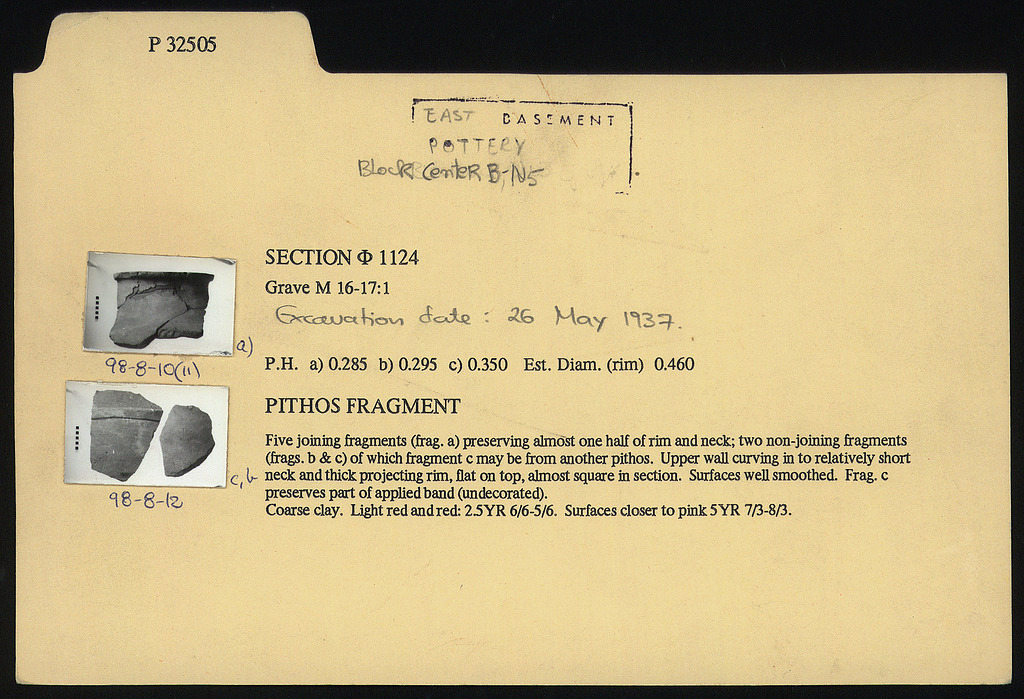 P 32505
EAST BASEMENT
POTTERY
Block Center B, N5
SECTION Φ 1124
Grave M 16-17:1
Excavation date : 26 May 1937.
P.H. a) 0.285 b) 0.295 c) 0.350 Est. Diam. (rim) 0.460
a)
98-8-10(11)
PITHOS FRAGMENT
Five joining fragments (frag. a) preserving almost one half of rim and neck; two non-joining fragments
(frags. b & c) of which fragment c may be from another pithos. Upper wall curving in to relatively short
neck and thick projecting rim, flat on top, almost square in section. Surfaces well smoothed. Frag. c
preserves part of applied band (undecorated).
Coarse clay. Light red and red: 2.5YR 6/6-5/6. Surfaces closer to pink 5YR 7/3-8/3.
c, b
98-8-12